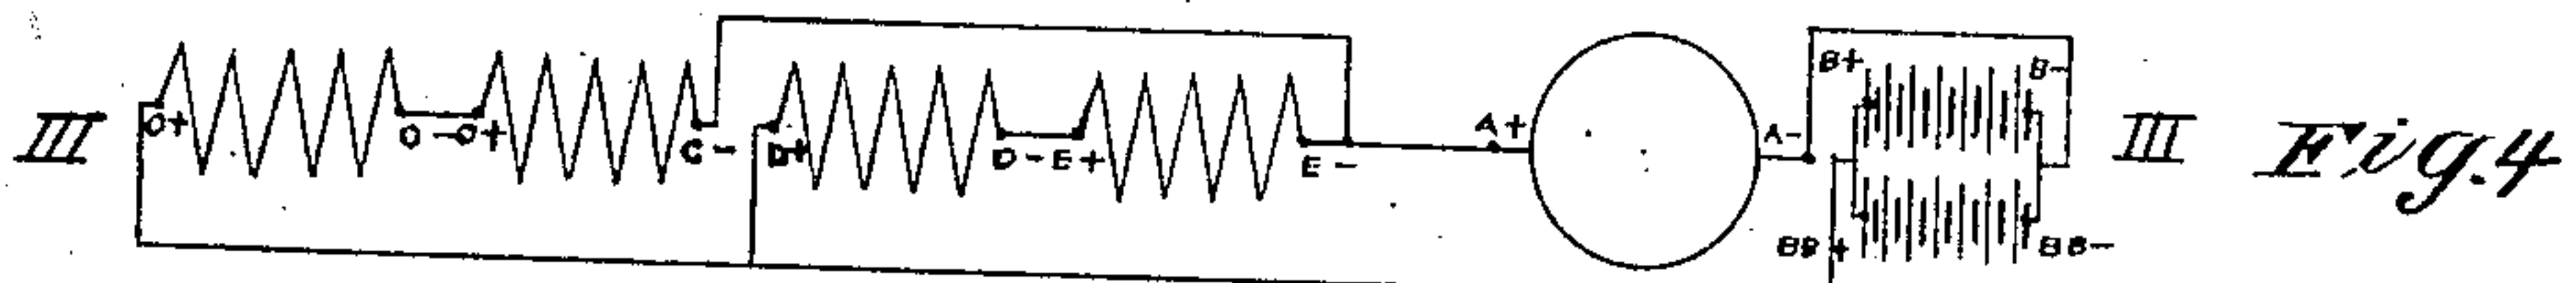 III O+ O- O+ C- D+ D- E+ E- A+ A- B+ B- III Fig.4
BB+ BB-